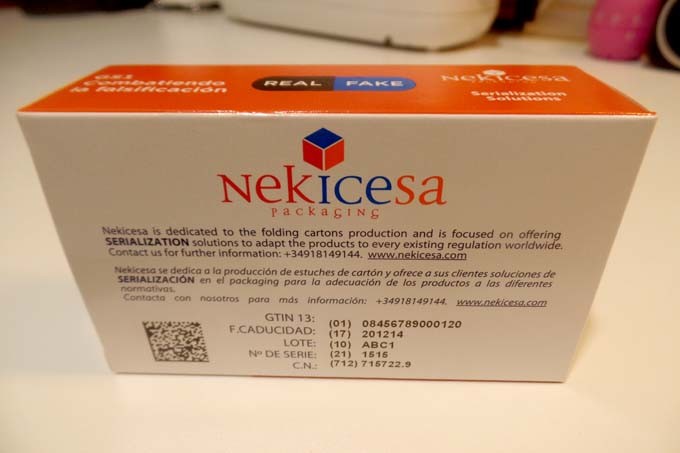 GS1
Combatiendo
la falsificación
REAL FAKE
Nekicesa
Serialization
Solutions
Nekicesa
packaging
Nekicesa is dedicated to the folding cartons production and is focused on offering
SERIALIZATION solutions to adapt the products to every existing regulation worldwide.
Contact us for further information: +34918149144. www.nekicesa.com
Nekicesa se dedica a la producción de estuches de cartón y ofrece a sus clientes soluciones de
SERIALIZACIÓN en el packaging para la adecuación de los productos a las diferentes
normativas.
Contacta con nosotros para más información: +34918149144. www.nekicesa.com
GTIN 13: (01) 08456789000120
F.CADUCIDAD: (17) 201214
LOTE: (10) ABC1
Nº DE SERIE: (21) 1515
C.N.: (712) 715722.9